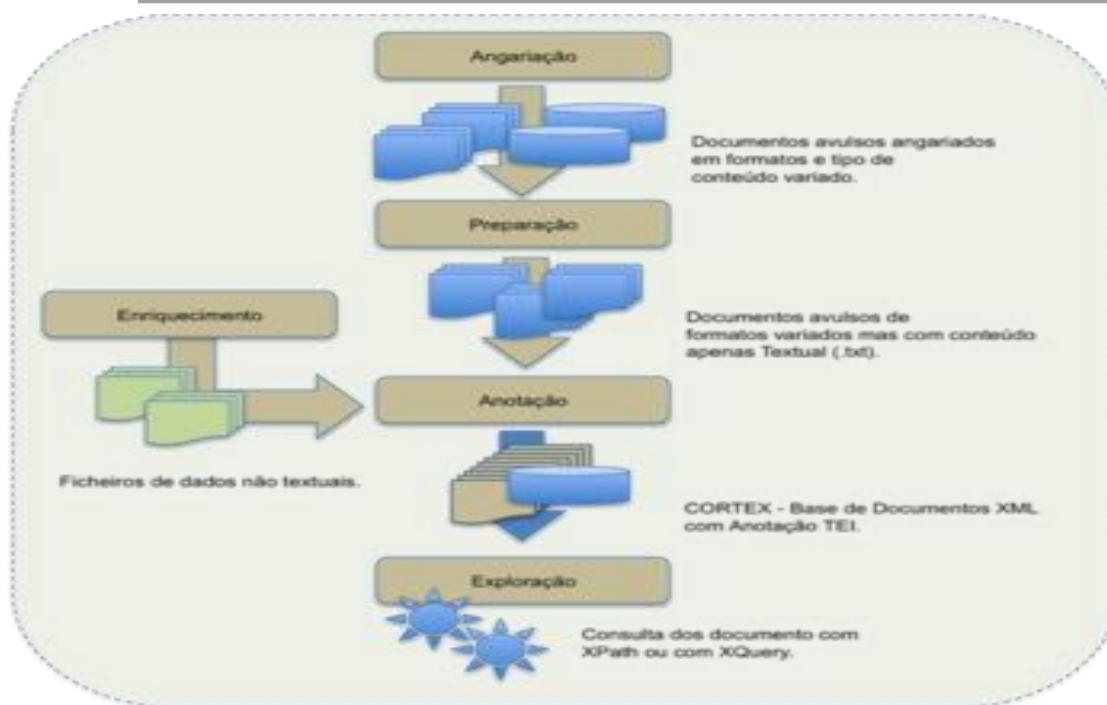 Angariação
Documentos avulsos angariados
em formatos e tipo de
conteúdo variado.
Preparação
Enriquecimento
Documentos avulsos de
formatos variados mas com conteúdo
apenas Textual (.txt).
Anotação
Ficheiros de dados não textuais.
CORTEX - Base de Documentos XML
com Anotação TEI.
Exploração
Consulta dos documento com
XPath ou com XQuery.